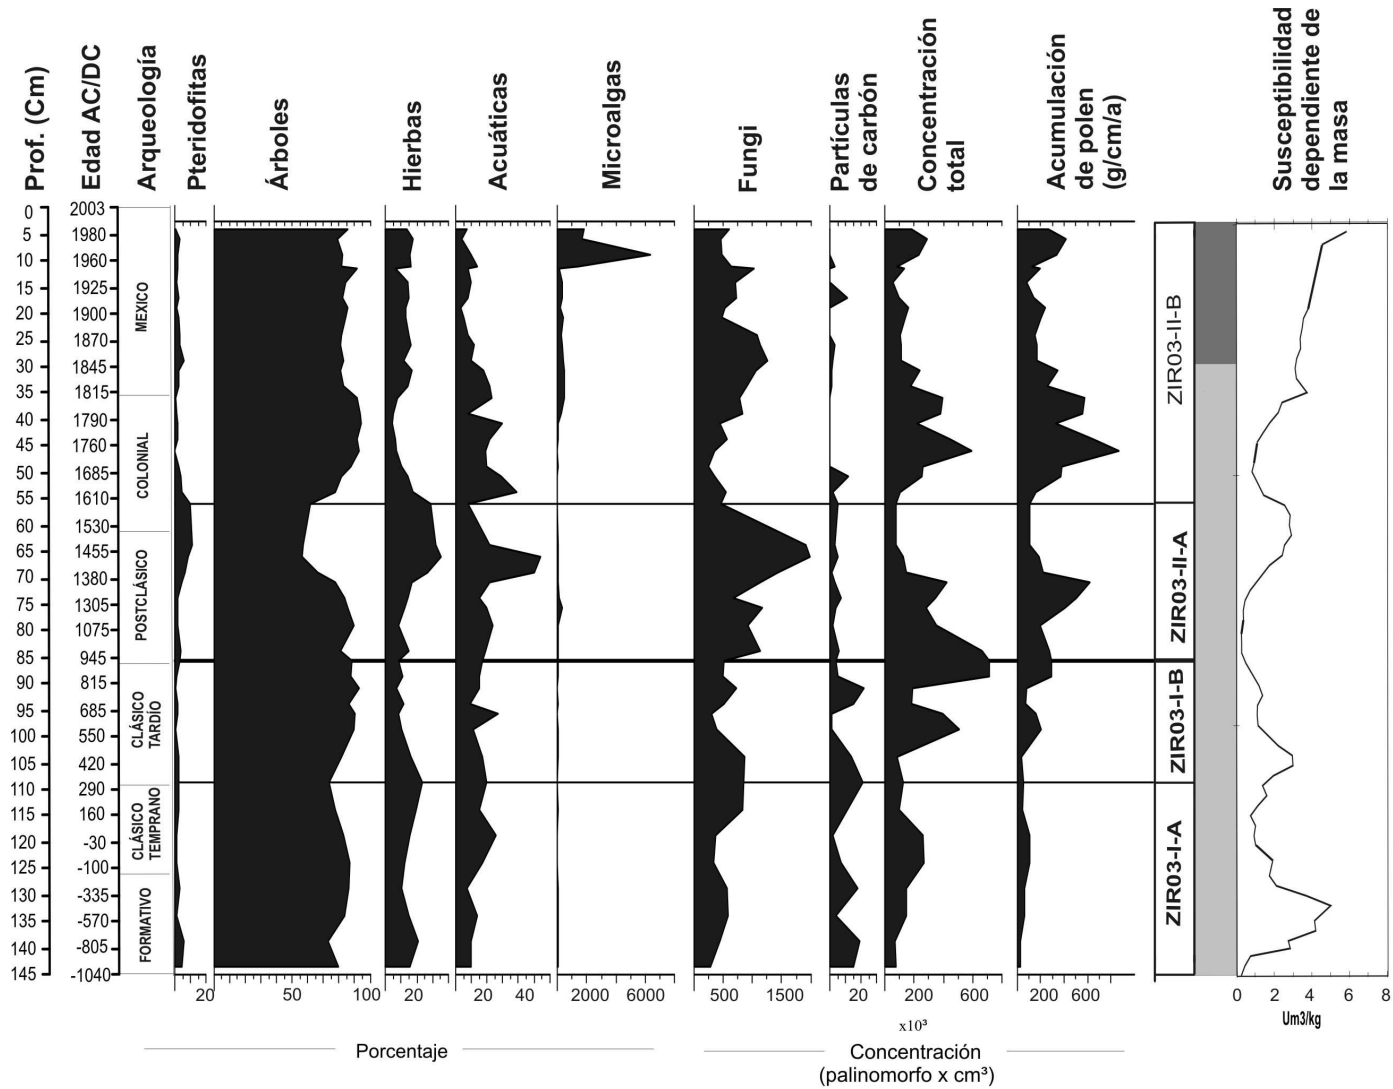 Prof. (Cm)
Edad AC/DC
Arqueología
Pteridofitas
Árboles
Hierbas
Acuáticas
Microalgas
Fungi
Partículas
de carbón
Concentración
total
Acumulación
de polen
(g/cm/a)
Susceptibilidad
dependiente de
la masa
0 2003
5 1980
10 1960
15 1925
20 1900
25 1870
30 1845
35 1815
40 1790
45 1760
50 1685
55 1610
60 1530
65 1455
70 1380
75 1305
80 1075
85 945
90 815
95 685
100 550
105 420
110 290
115 160
120 -30
125 -100
130 -335
135 -570
140 -805
145 -1040
MEXICO
COLONIAL
POSTCLÁSICO
CLÁSICO
TARDÍO
CLÁSICO
TEMPRANO
FORMATIVO
ZIR03-II-B
ZIR03-II-A
ZIR03-I-B
ZIR03-I-A
20 50 100 20 20 40 2000 6000 500 1500 20 200 600 200 600 0 2 4 6 8
Um3/kg
x10³
Porcentaje
Concentración
(palinomorfo x cm³)